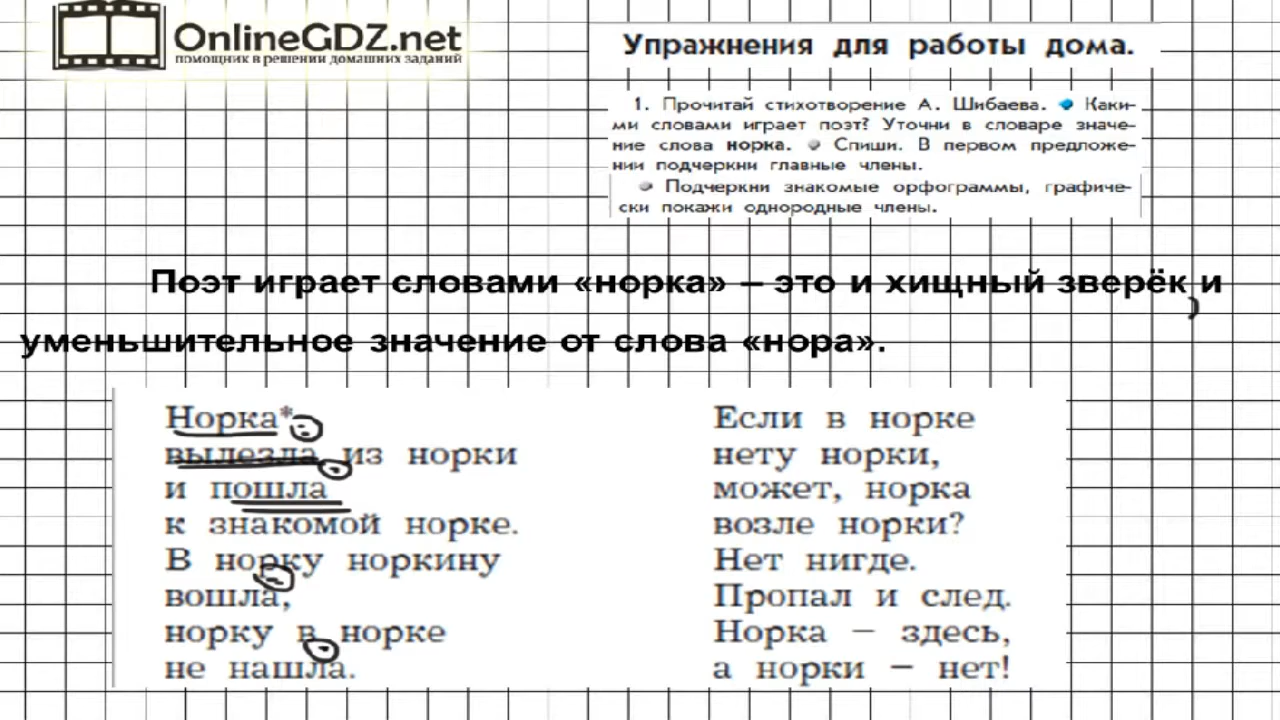 OnlineGDZ.net
помощник в решении домашних заданий
Упражнения для работы дома.
1. Прочитай стихотворение А. Шибаева. Каки-
ми словами играет поэт? Уточни в словаре значе-
ние слова норка. Спиши. В первом предложе-
нии подчеркни главные члены.
Подчеркни знакомые орфограммы, графиче-
ски покажи однородные члены.
Поэт играет словами «норка» – это и хищный зверёк и
уменьшительное значение от слова «нора».
Норка*
вылезла из норки
и пошла
к знакомой норке.
В норку норкину
вошла,
норку в норке
не нашла.
Если в норке
нету норки,
может, норка
возле норки?
Нет нигде.
Пропал и след.
Норка – здесь,
а норки – нет!